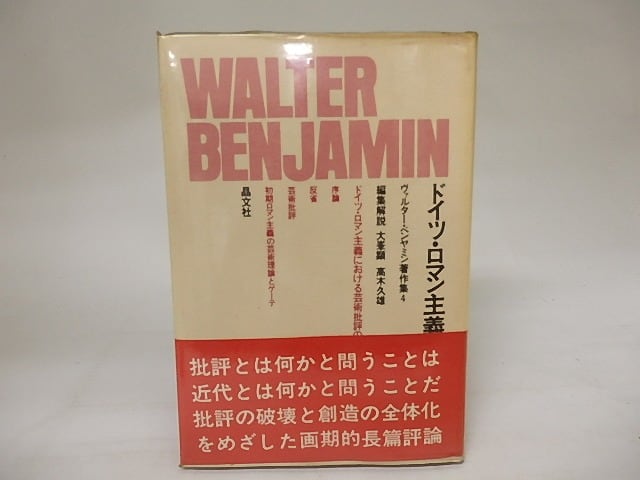 WALTER
BENJAMIN
ドイツ・ロマン主義
ヴァルター・ベンヤミン著作集 4
編集解説 大峯顕 高木久雄
ドイツ・ロマン主義における芸術批評の
序論
反省
芸術批評
初期ロマン主義の芸術理論とゲーテ
晶文社
批評とは何かと問うことは
近代とは何かと問うことだ
批評の破壊と創造の全体化
をめざした画期的長篇評論